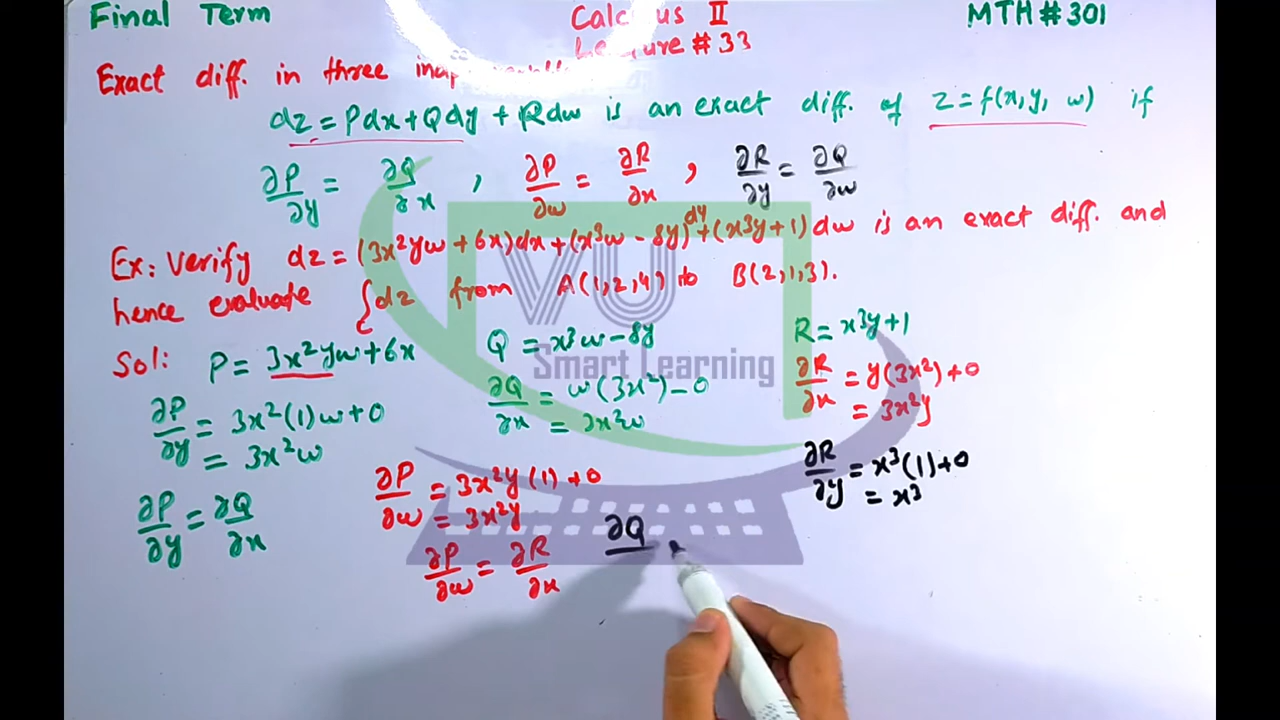 Final Term
Calculus II
MTH # 301
Lecture # 33
Exact diff. in three
dz = Pdx + Qdy + Rdw is an exact diff. of z = f(x, y, w) if
∂P/∂y = ∂Q/∂x , ∂P/∂w = ∂R/∂x , ∂R/∂y = ∂Q/∂w
Ex: Verify dz = (3x²yw + 6x)dx + (x³w - 8y)dy + (x³y + 1)dw is an exact diff. and
hence evaluate ∫dz from A(1,2,4) to B(2,1,3).
Sol: P = 3x²yw + 6x
∂P/∂y = 3x²(1)w + 0
= 3x²w
∂P/∂y = ∂Q/∂x
∂P/∂w = 3x²y(1) + 0
= 3x²y
∂P/∂w = ∂R/∂x
Q = x³w - 8y
∂Q/∂x = w(3x²) - 0
= 3x²w
∂Q
R = x³y + 1
∂R/∂x = y(3x²) + 0
= 3x²y
∂R/∂y = x³(1) + 0
= x³
VU
Smart Learning